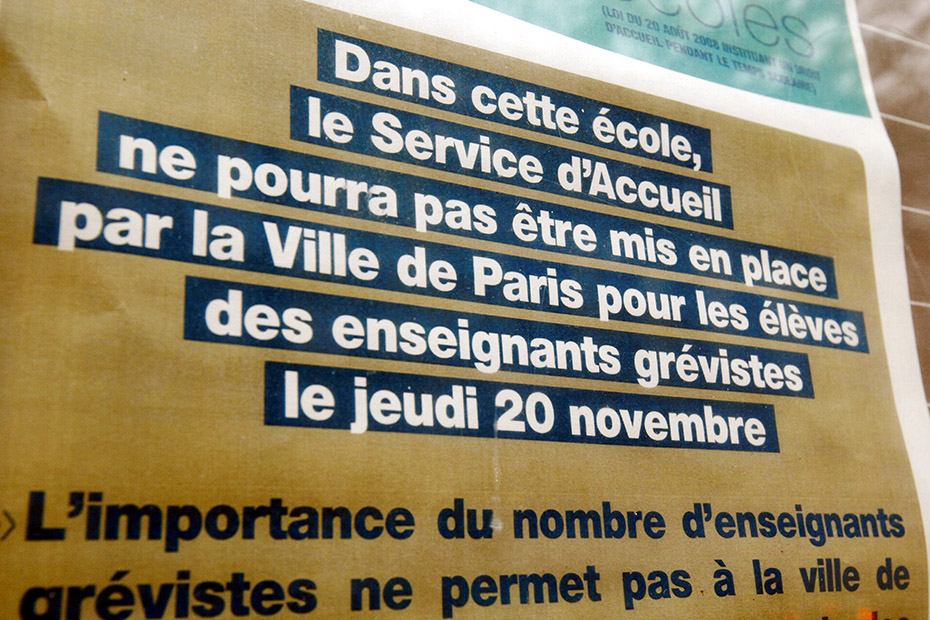 écoles
(LOI DU 20 AOÛT 2008 INSTITUANT UN DROIT
D'ACCUEIL PENDANT LE TEMPS SCOLAIRE)
Dans cette école,
le Service d'Accueil
ne pourra pas être mis en place
par la Ville de Paris pour les élèves
des enseignants grévistes
le jeudi 20 novembre
L'importance du nombre d'enseignants
grévistes ne permet pas à la ville de